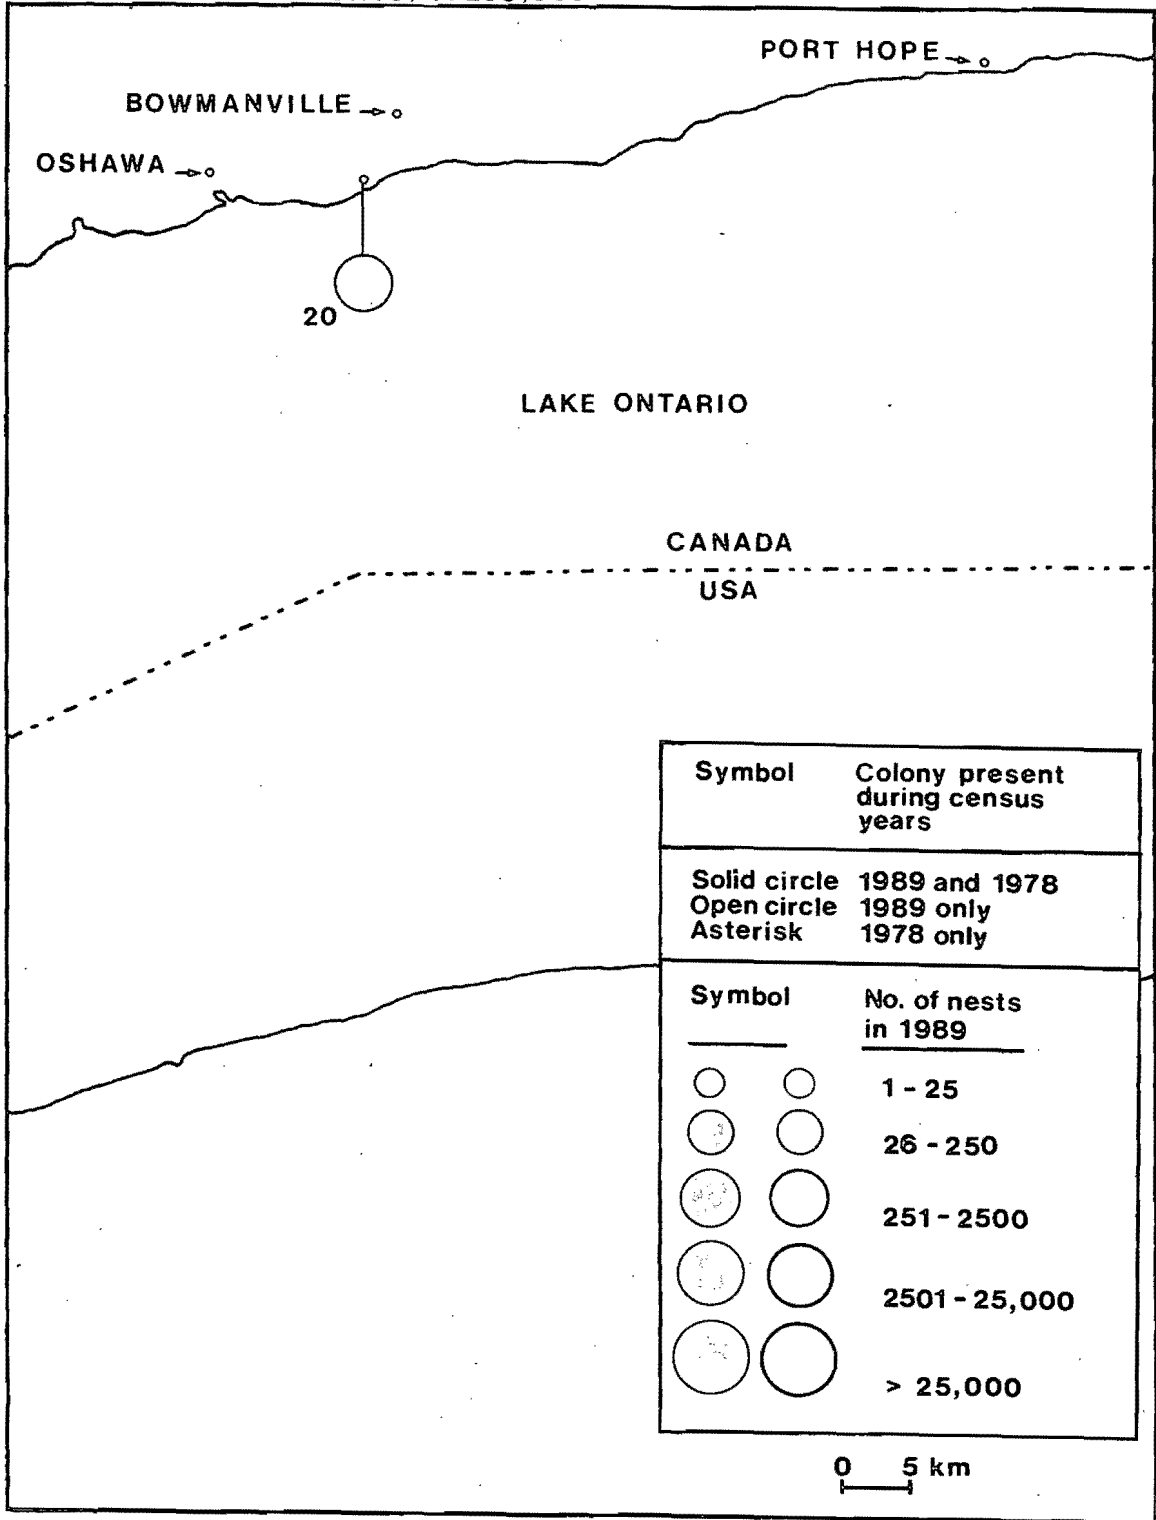 PORT HOPE
BOWMANVILLE
OSHAWA
20
LAKE ONTARIO
CANADA
USA
Symbol Colony present
during census
years
Solid circle 1989 and 1978
Open circle 1989 only
Asterisk 1978 only
Symbol No. of nests
in 1989
1 - 25
26 - 250
251 - 2500
2501 - 25,000
> 25,000
0 5 km